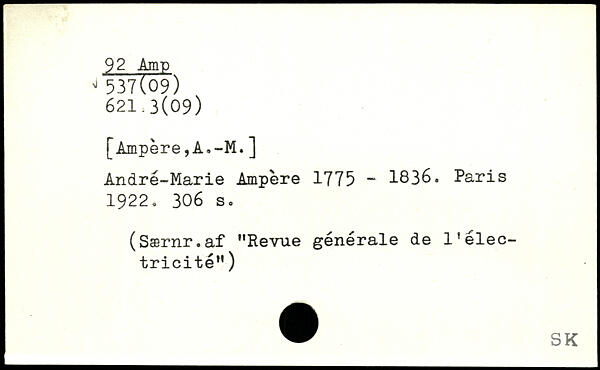 92 Amp
√ 537(09)
621.3(09)
[Ampère,A.-M.]
André-Marie Ampère 1775 - 1836. Paris
1922. 306 s.
(Særnr.af "Revue générale de l'élec-
tricité")
SK